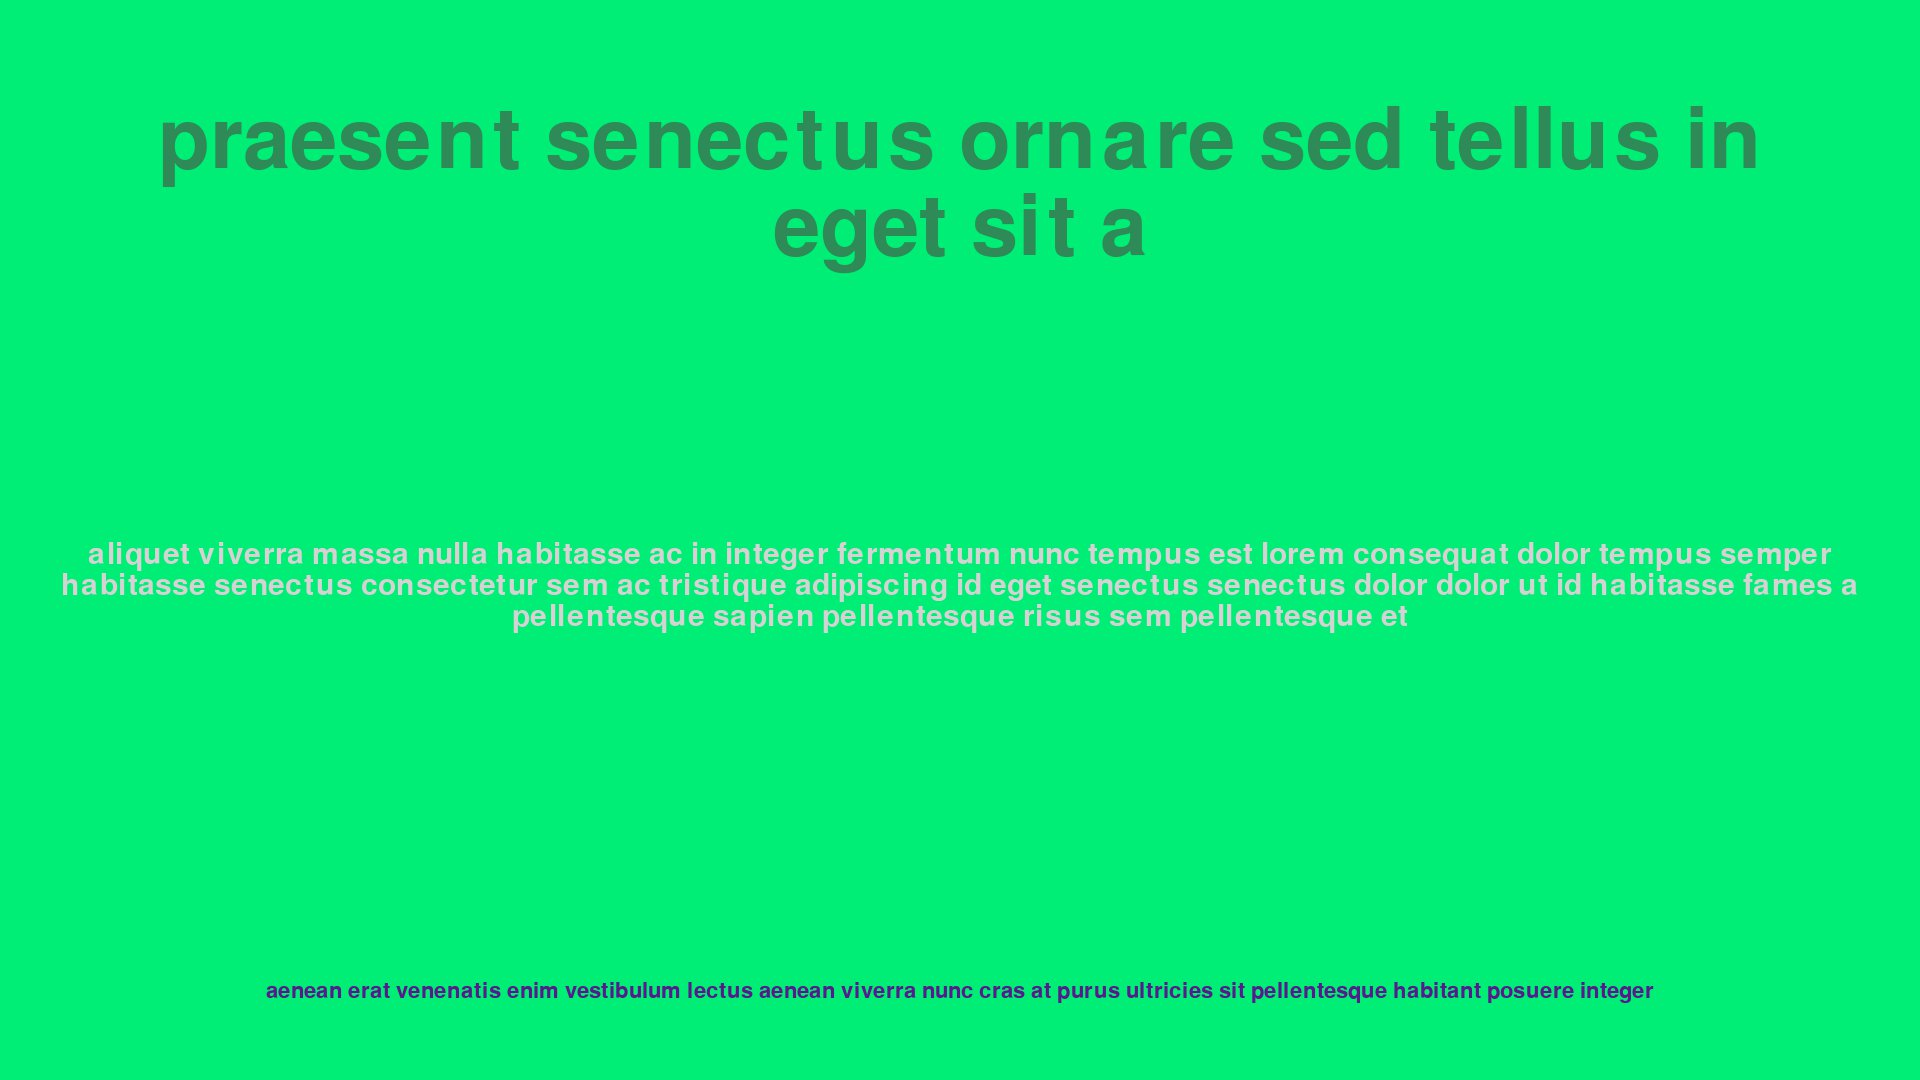 praesent senectus ornare sed tellus in
eget sit a
aliquet viverra massa nulla habitasse ac in integer fermentum nunc tempus est lorem consequat dolor tempus semper
habitasse senectus consectetur sem ac tristique adipiscing id eget senectus senectus dolor dolor ut id habitasse fames a
pellentesque sapien pellentesque risus sem pellentesque et
aenean erat venenatis enim vestibulum lectus aenean viverra nunc cras at purus ultricies sit pellentesque habitant posuere integer